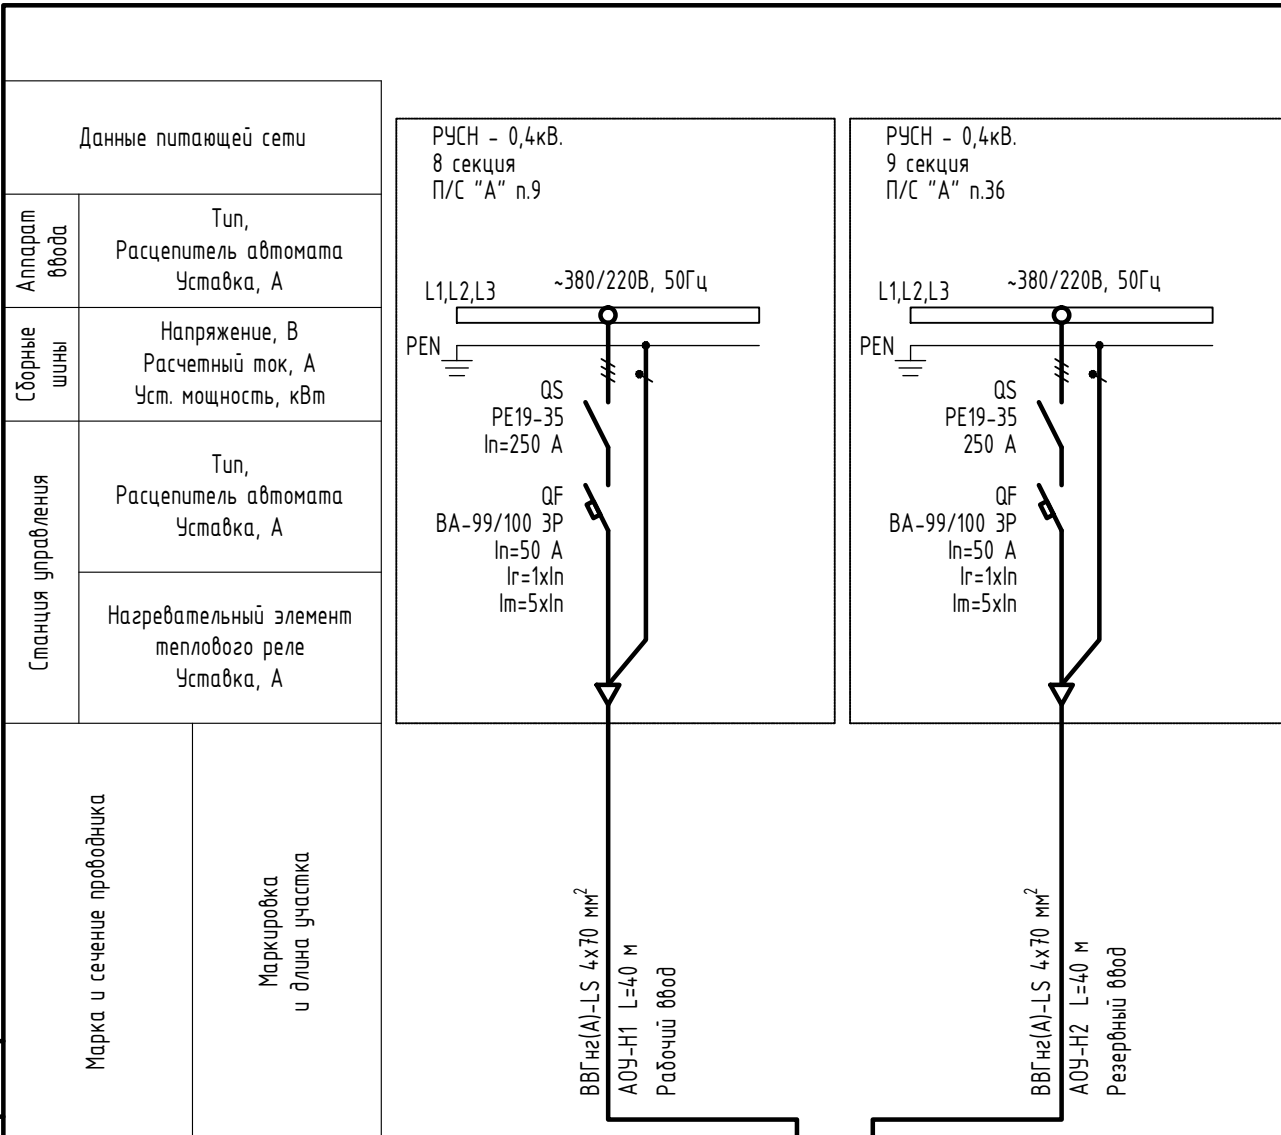 Данные питающей сети
Аппарат
ввода
Тип,
Расцепитель автомата
Уставка, А
Сборные
шины
Напряжение, В
Расчетный ток, А
Уст. мощность, кВт
Станция управления
Тип,
Расцепитель автомата
Уставка, А
Нагревательный элемент
теплового реле
Уставка, А
Марка и сечение проводника
Маркировка
и длина участка
РУСН - 0,4кВ.
8 секция
П/С "А" п.9
L1,L2,L3
~380/220В, 50Гц
PEN
QS
РЕ19-35
In=250 А
QF
ВА-99/100 3Р
In=50 А
Ir=1xIn
Im=5xIn
ВВГнг(А)-LS 4х70 мм²
АОУ-Н1 L=40 м
Рабочий ввод
РУСН - 0,4кВ.
9 секция
П/С "А" п.36
L1,L2,L3
~380/220В, 50Гц
PEN
QS
РЕ19-35
250 А
QF
ВА-99/100 3Р
In=50 А
Ir=1xIn
Im=5xIn
ВВГнг(А)-LS 4х70 мм²
АОУ-Н2 L=40 м
Резервный ввод